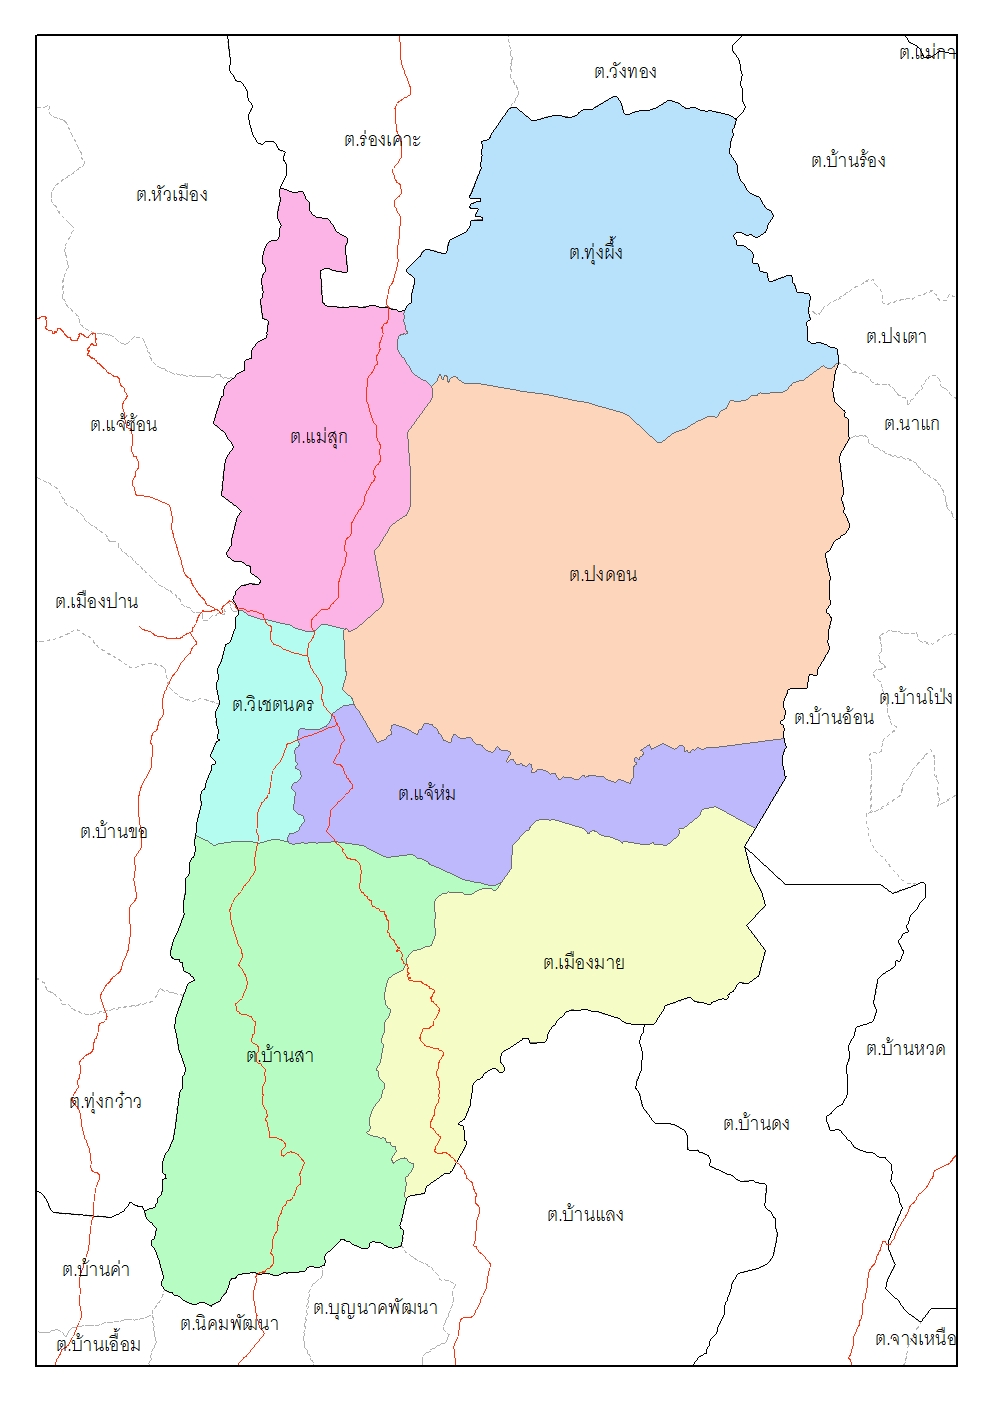 ต.แม่กา
ต.วังทอง
ต.ร่องเคาะ
ต.บ้านร้อง
ต.หัวเมือง
ต.ทุ่งผึ้ง
ต.ปงเตา
ต.แจ้ซ้อน
ต.แม่สุก
ต.นาแก
ต.ปงดอน
ต.เมืองปาน
ต.วิเชตนคร
ต.บ้านโป่ง
ต.บ้านอ้อน
ต.แจ้ห่ม
ต.บ้านขอ
ต.เมืองมาย
ต.บ้านสา
ต.บ้านหวด
ต.ทุ่งกว๋าว
ต.บ้านดง
ต.บ้านแลง
ต.บ้านค่า
ต.บุญนาคพัฒนา
ต.นิคมพัฒนา
ต.บ้านเอื้อม
ต.จางเหนือ